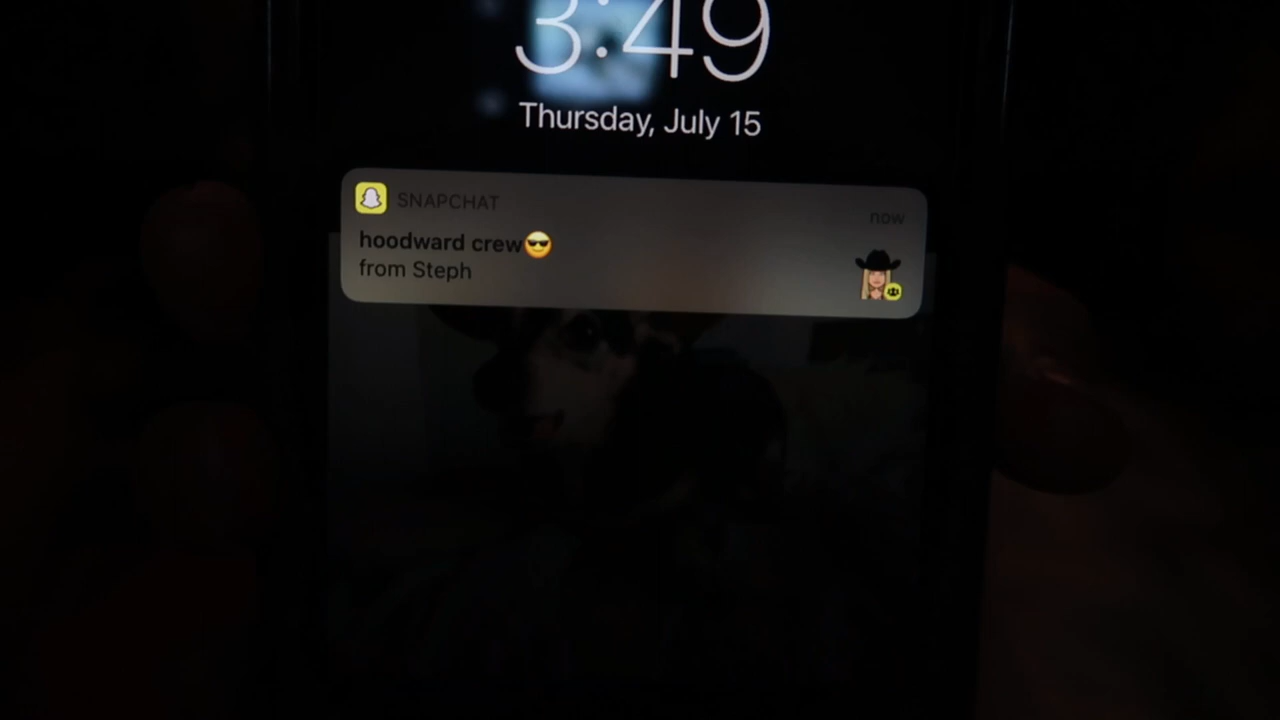 3:49
Thursday, July 15
SNAPCHAT
now
hoodward crew😎
from Steph